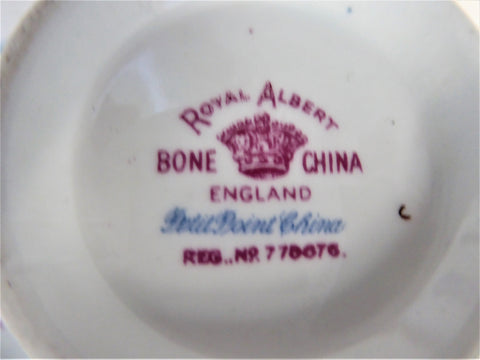 ROYAL ALBERT
BONE CHINA
ENGLAND
Petit Point China
REG..NO. 778676.